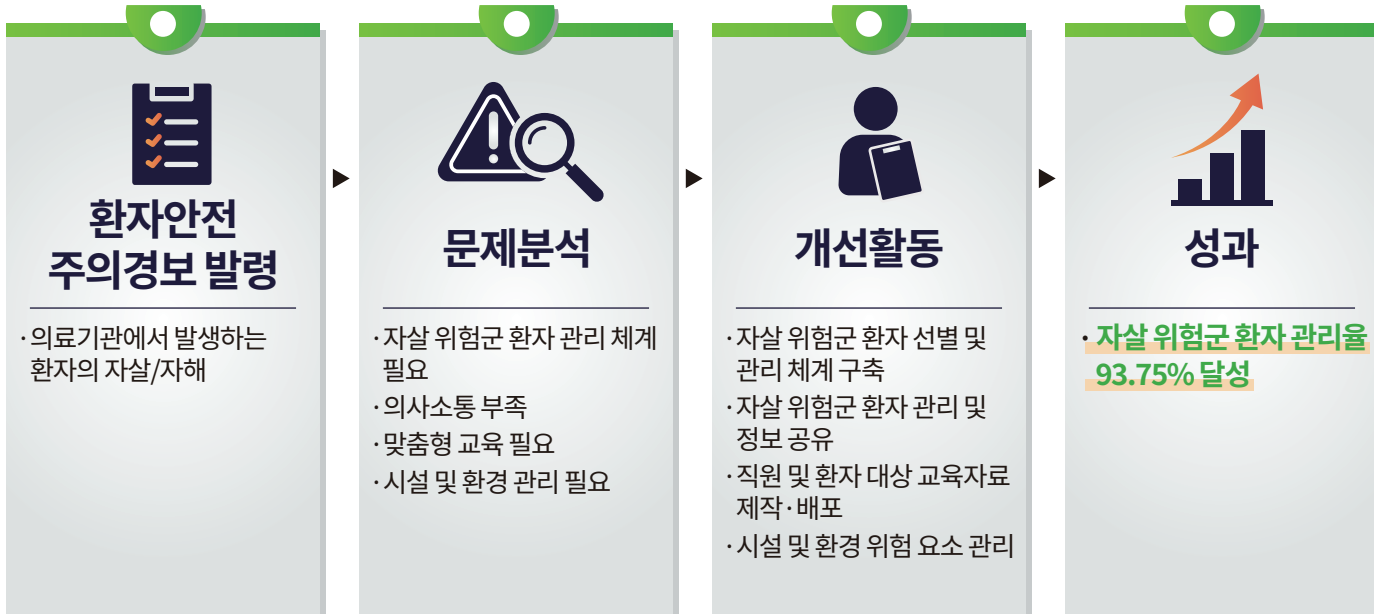 환자안전
주의경보 발령
·의료기관에서 발생하는
환자의 자살/자해
문제분석
·자살 위험군 환자 관리 체계
필요
·의사소통 부족
·맞춤형 교육 필요
·시설 및 환경 관리 필요
개선활동
·자살 위험군 환자 선별 및
관리 체계 구축
·자살 위험군 환자 관리 및
정보 공유
·직원 및 환자 대상 교육자료
제작·배포
·시설 및 환경 위험 요소 관리
성과
· 자살 위험군 환자 관리율
93.75% 달성